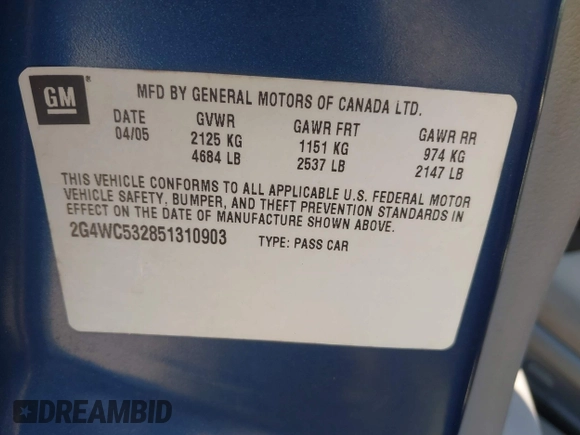 GM
MFD BY GENERAL MOTORS OF CANADA LTD.
DATE GVWR GAWR FRT GAWR RR
04/05 2125 KG 1151 KG 974 KG
4684 LB 2537 LB 2147 LB
THIS VEHICLE CONFORMS TO ALL APPLICABLE U.S. FEDERAL MOTOR
VEHICLE SAFETY, BUMPER, AND THEFT PREVENTION STANDARDS IN
EFFECT ON THE DATE OF MANUFACTURE SHOWN ABOVE.
2G4WC532851310903 TYPE: PASS CAR
DREAMBID